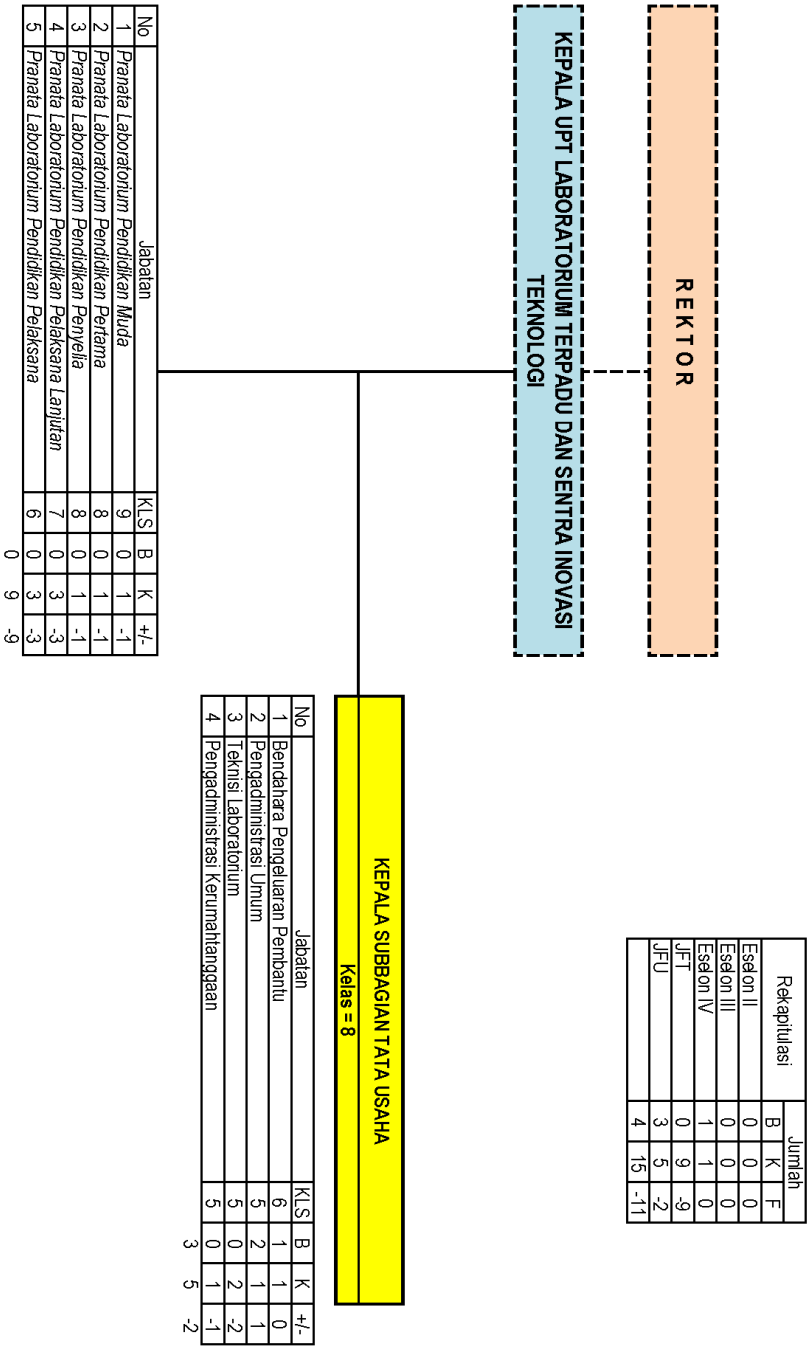 REKTOR
KEPALA UPT LABORATORIUM TERPADU DAN SENTRA INOVASI
TEKNOLOGI
Rekapitulasi Jumlah
B K F
Eselon II 0 0 0
Eselon III 0 0 0
Eselon IV 1 1 0
JFT 0 9 -9
JFU 3 5 -2
4 15 -11
KEPALA SUBBAGIAN TATA USAHA
Kelas = 8
No Jabatan KLS B K +/-
1 Bendahara Pengeluaran Pembantu 6 1 1 0
2 Pengadministrasi Umum 5 2 1 1
3 Teknisi Laboratorium 5 0 2 -2
4 Pengadministrasi Kerumahtanggaan 5 0 1 -1
3 5 -2
No Jabatan KLS B K +/-
1 Pranata Laboratorium Pendidikan Muda 9 0 1 -1
2 Pranata Laboratorium Pendidikan Pertama 8 0 1 -1
3 Pranata Laboratorium Pendidikan Penyelia 8 0 1 -1
4 Pranata Laboratorium Pendidikan Pelaksana Lanjutan 7 0 3 -3
5 Pranata Laboratorium Pendidikan Pelaksana 6 0 3 -3
0 9 -9